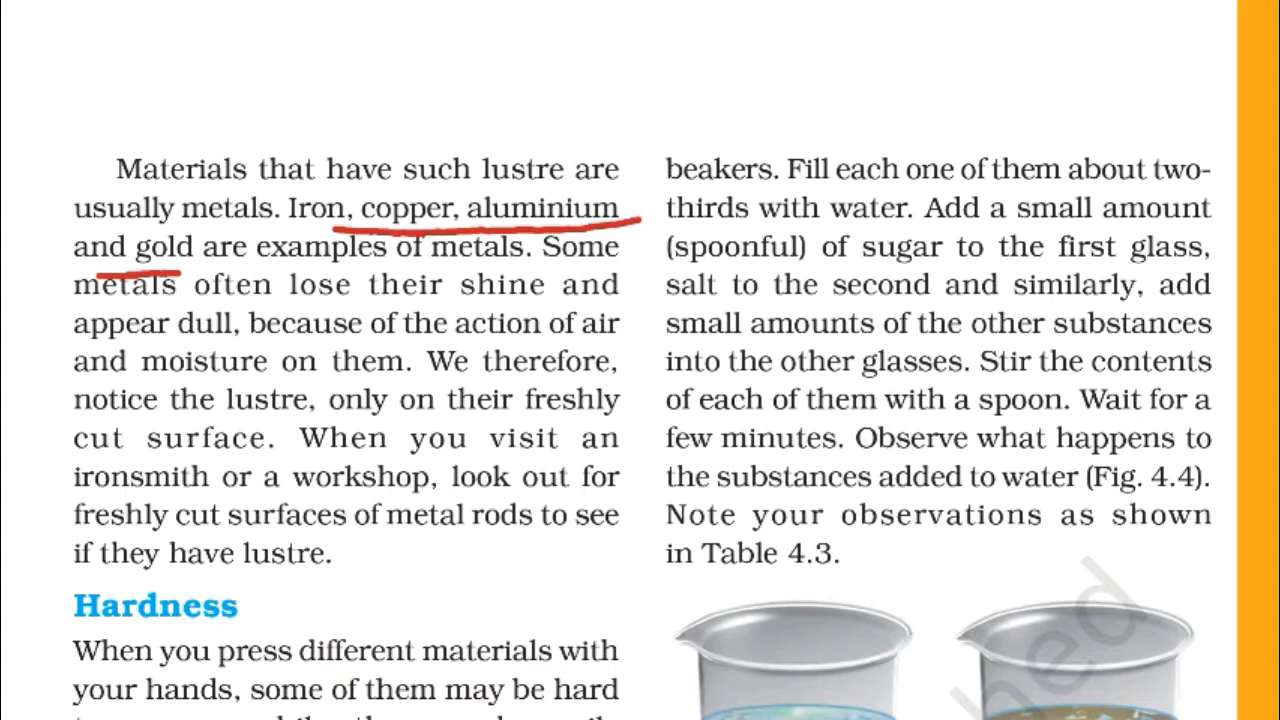 Materials that have such lustre are
usually metals. Iron, copper, aluminium
and gold are examples of metals. Some
metals often lose their shine and
appear dull, because of the action of air
and moisture on them. We therefore,
notice the lustre, only on their freshly
cut surface. When you visit an
ironsmith or a workshop, look out for
freshly cut surfaces of metal rods to see
if they have lustre.
Hardness
When you press different materials with
your hands, some of them may be hard
beakers. Fill each one of them about two-
thirds with water. Add a small amount
(spoonful) of sugar to the first glass,
salt to the second and similarly, add
small amounts of the other substances
into the other glasses. Stir the contents
of each of them with a spoon. Wait for a
few minutes. Observe what happens to
the substances added to water (Fig. 4.4).
Note your observations as shown
in Table 4.3.